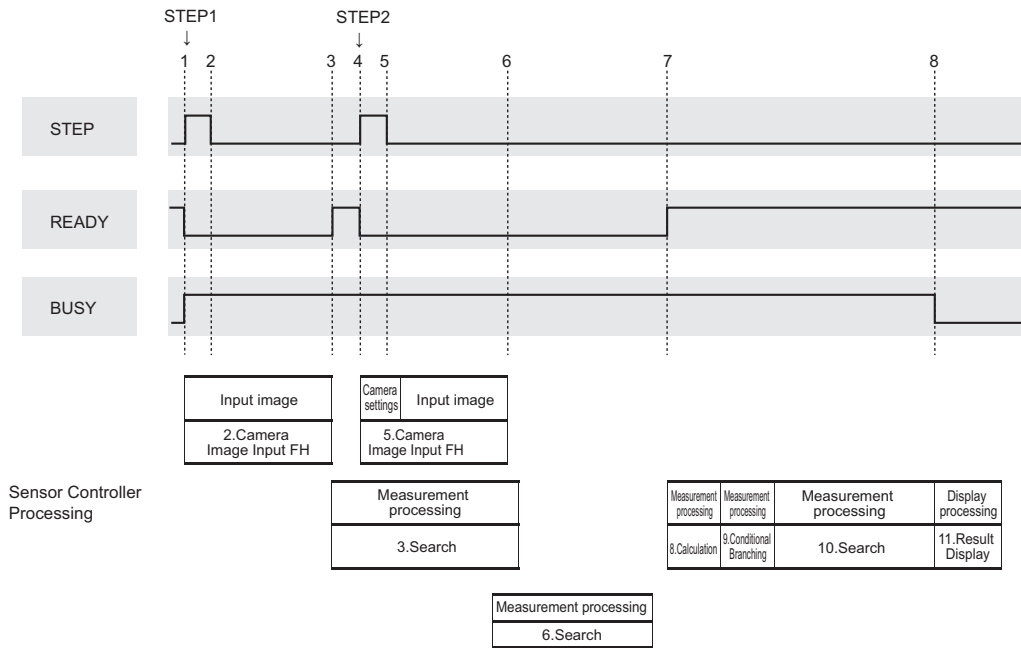 STEP1
STEP2
↓
↓
1 2 3 4 5 6 7 8
STEP
READY
BUSY
Input image
2.Camera
Image Input FH
Camera
settings
Input image
5.Camera
Image Input FH
Sensor Controller
Processing
Measurement
processing
3.Search
Measurement
processing
8.Calculation
Measurement
processing
9.Conditional
Branching
Measurement
processing
10.Search
Display
processing
11.Result
Display
Measurement processing
6.Search